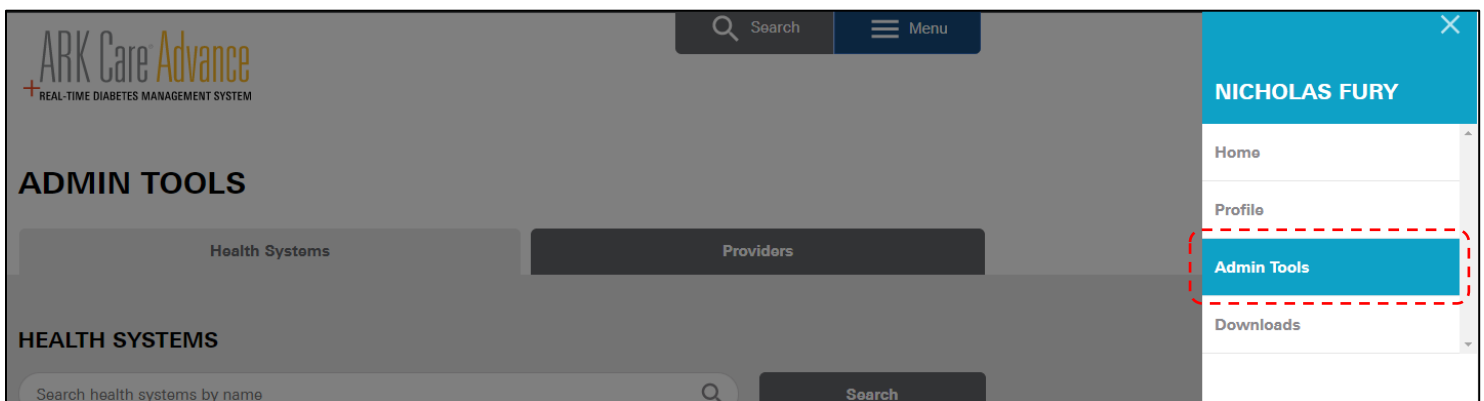 ARK Care Advance
REAL-TIME DIABETES MANAGEMENT SYSTEM
Search
Menu
NICHOLAS FURY
Home
Profile
Admin Tools
Downloads
ADMIN TOOLS
Health Systems
Providers
HEALTH SYSTEMS
Search health systems by name
Search